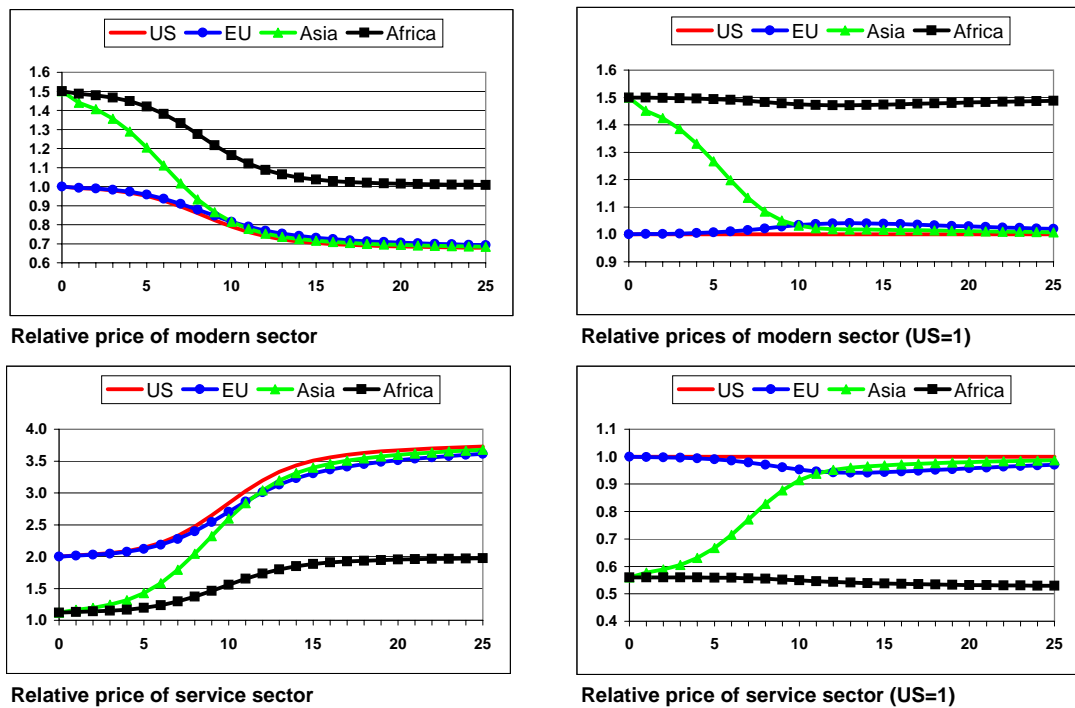 US EU Asia Africa
1.6
1.5
1.4
1.3
1.2
1.1
1.0
0.9
0.8
0.7
0.6
0 5 10 15 20 25
Relative price of modern sector
US EU Asia Africa
1.6
1.5
1.4
1.3
1.2
1.1
1.0
0.9
0 5 10 15 20 25
Relative prices of modern sector (US=1)
US EU Asia Africa
4.0
3.5
3.0
2.5
2.0
1.5
1.0
0 5 10 15 20 25
Relative price of service sector
US EU Asia Africa
1.1
1.0
0.9
0.8
0.7
0.6
0.5
0.4
0 5 10 15 20 25
Relative price of service sector (US=1)